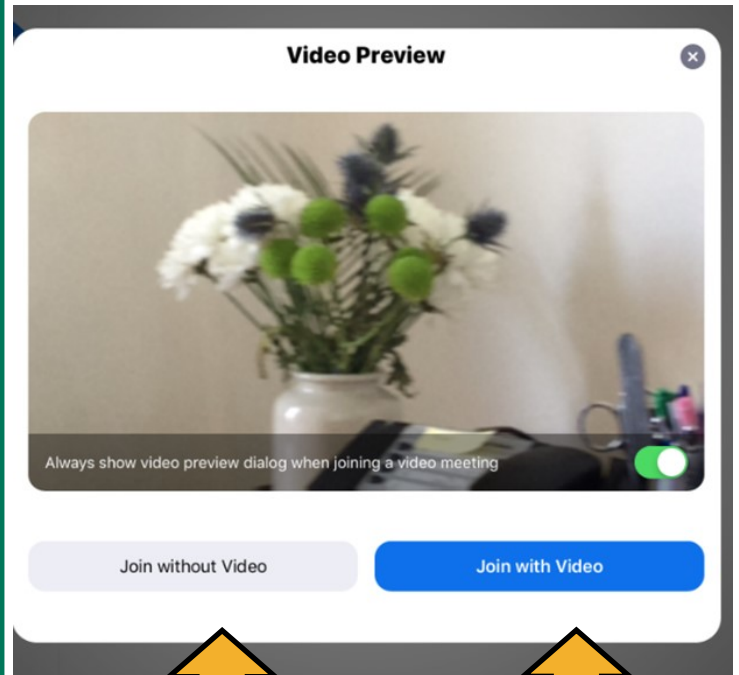 Video Preview
Always show video preview dialog when joining a video meeting
Join without Video
Join with Video